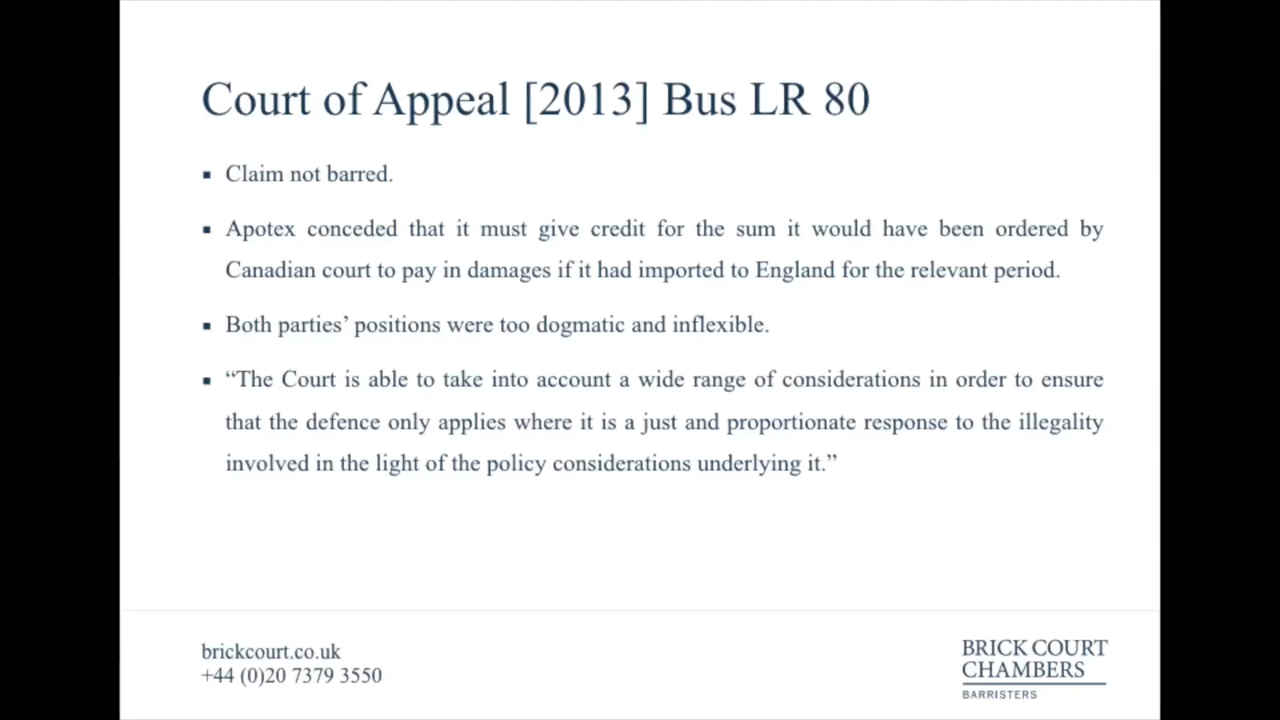 Court of Appeal [2013] Bus LR 80
▪ Claim not barred.
▪ Apotex conceded that it must give credit for the sum it would have been ordered by
Canadian court to pay in damages if it had imported to England for the relevant period.
▪ Both parties’ positions were too dogmatic and inflexible.
▪ “The Court is able to take into account a wide range of considerations in order to ensure
that the defence only applies where it is a just and proportionate response to the illegality
involved in the light of the policy considerations underlying it.”
brickcourt.co.uk
+44 (0)20 7379 3550
BRICK COURT
CHAMBERS
BARRISTERS